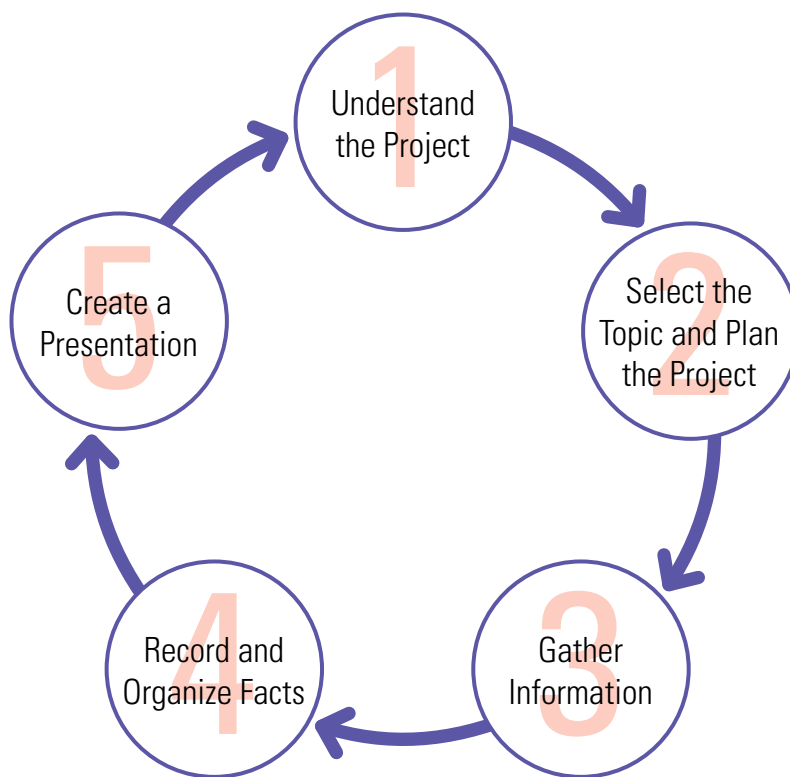 1
Understand
the Project
2
Select the
Topic and Plan
the Project
3
Gather
Information
4
Record and
Organize Facts
5
Create a
Presentation